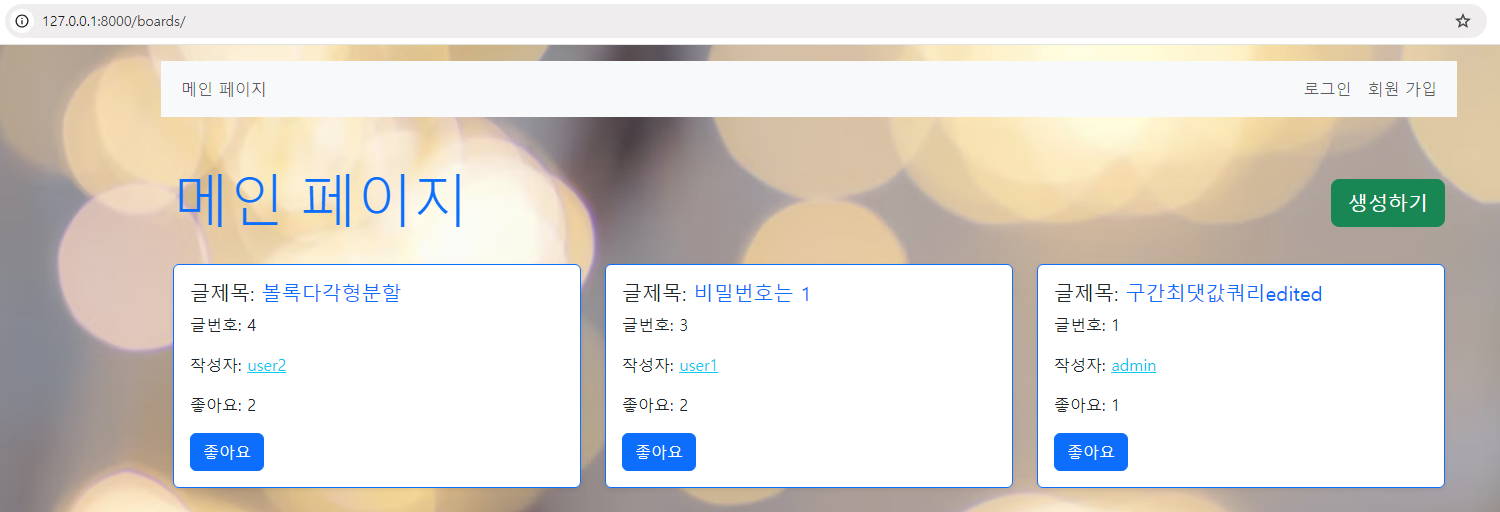 127.0.0.1:8000/boards/
메인 페이지 로그인 회원 가입
메인 페이지 생성하기
글제목: 볼록다각형분할
글번호: 4
작성자: user2
좋아요: 2
좋아요
글제목: 비밀번호는 1
글번호: 3
작성자: user1
좋아요: 2
좋아요
글제목: 구간최댓값쿼리edited
글번호: 1
작성자: admin
좋아요: 1
좋아요